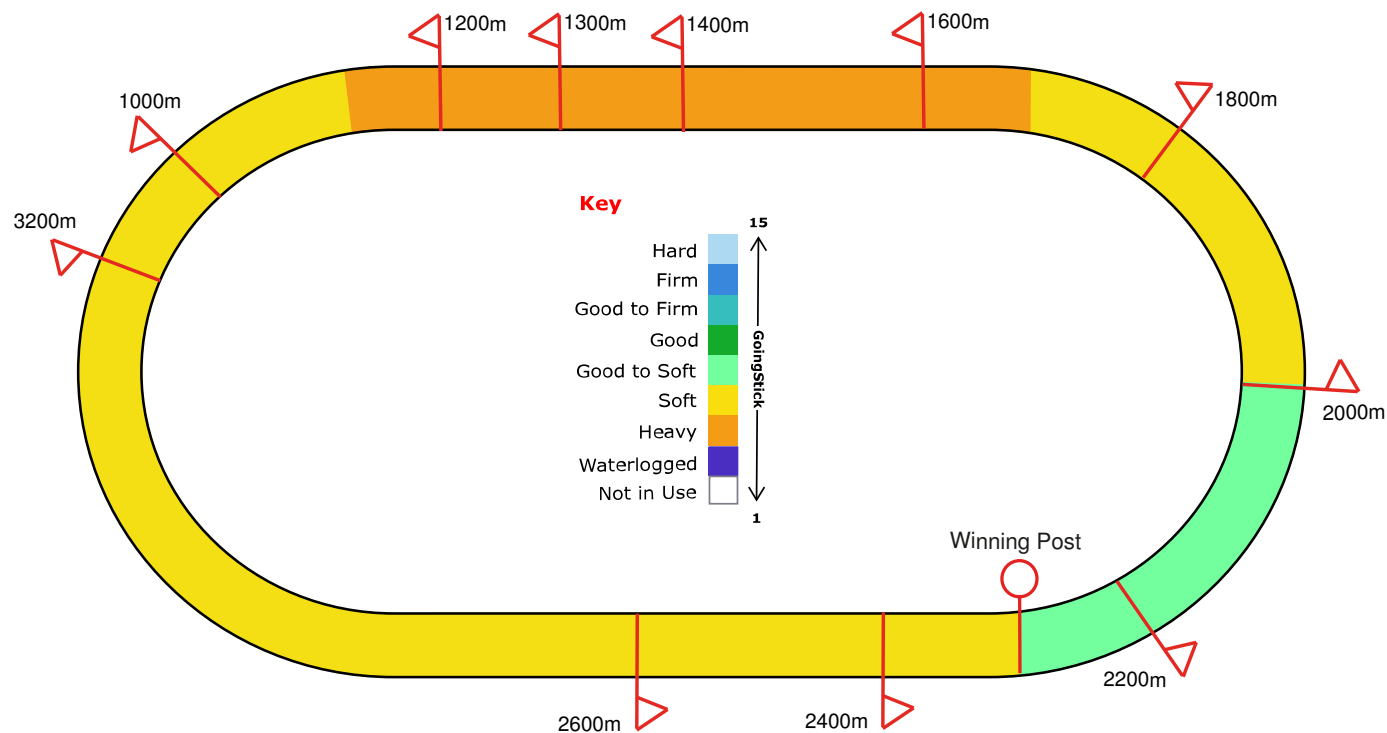 1200m
1300m
1400m
1600m
1000m
1800m
3200m
Key
15
Hard
Firm
Good to Firm
Good
Good to Soft
Soft
Heavy
Waterlogged
Not in Use
GoingStick
1
2000m
Winning Post
2200m
2600m
2400m